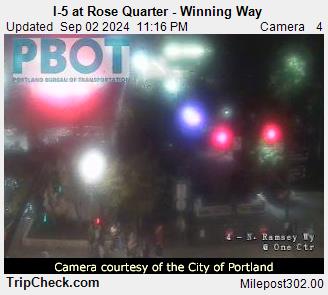 I-5 at Rose Quarter - Winning Way
Updated Sep 02 2024 11:16 PM Camera 4
PBOT
PORTLAND BUREAU OF TRANSPORTATION
4 - N. Ramsey Wy
@ One Ctr
Camera courtesy of the City of Portland
TripCheck.com Milepost302.00